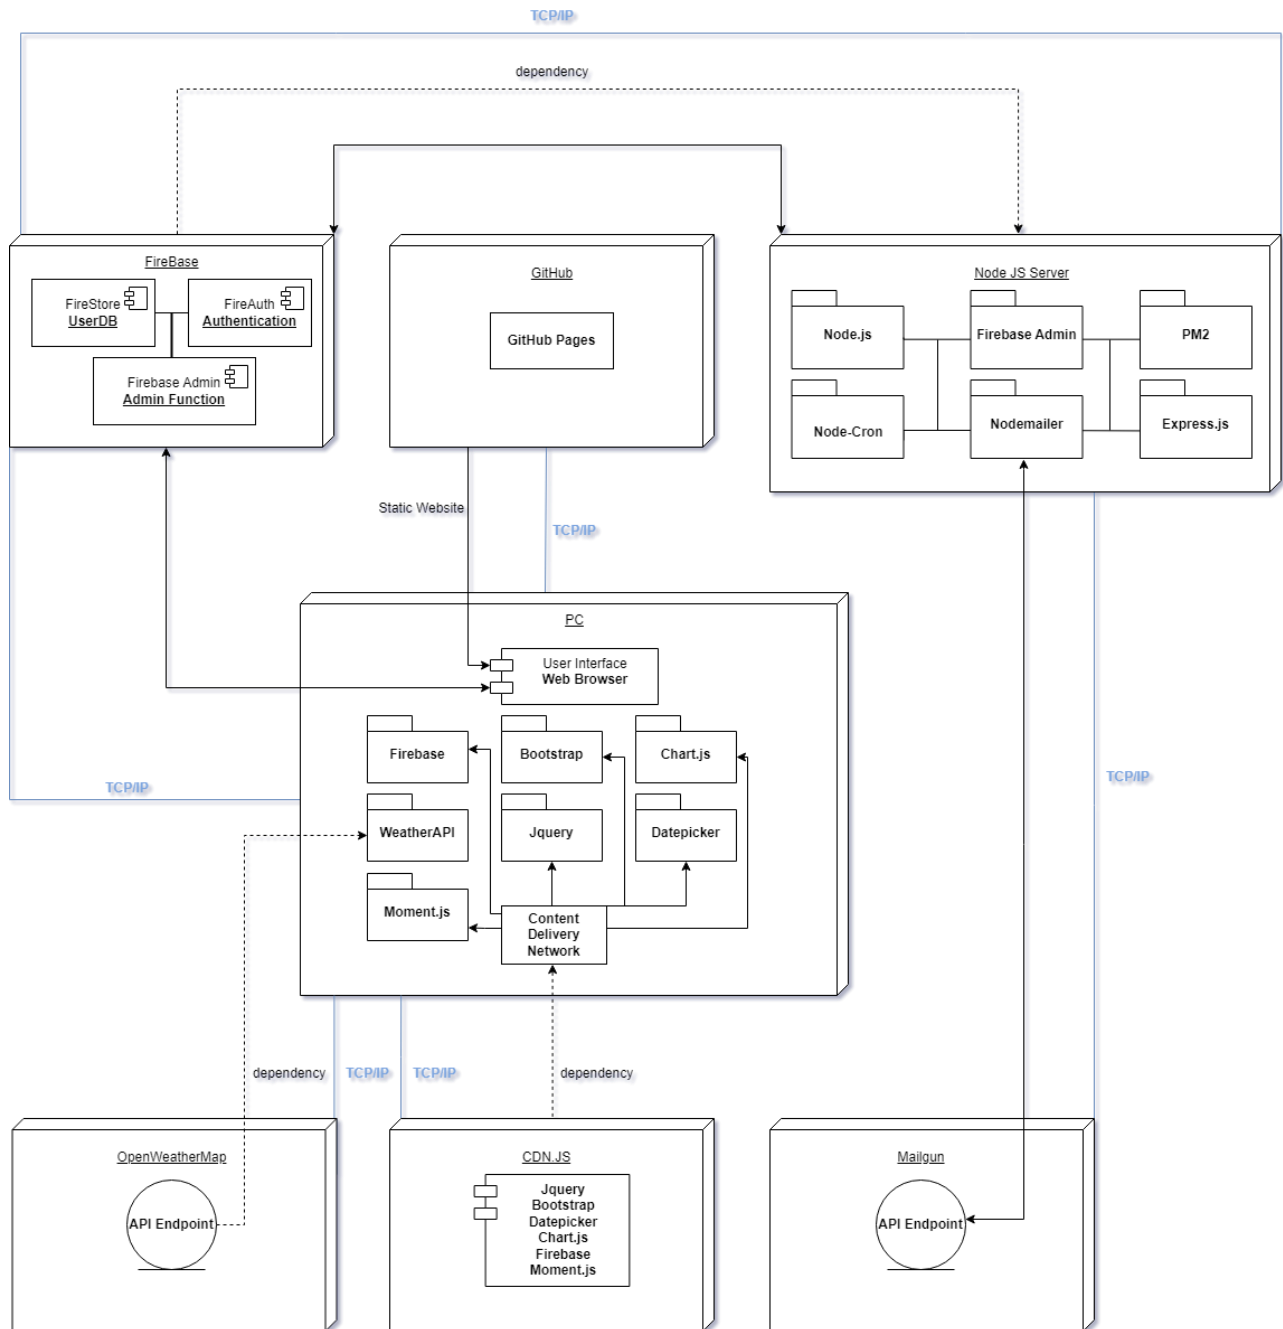 TCP/IP
dependency
FireBase
FireStore
UserDB
FireAuth
Authentication
Firebase Admin
Admin Function
GitHub
GitHub Pages
Node JS Server
Node.js
Firebase Admin
PM2
Node-Cron
Nodemailer
Express.js
Static Website
TCP/IP
PC
User Interface
Web Browser
Firebase
Bootstrap
Chart.js
TCP/IP
TCP/IP
WeatherAPI
Jquery
Datepicker
Moment.js
Content
Delivery
Network
dependency
TCP/IP
TCP/IP
dependency
OpenWeatherMap
API Endpoint
CDN.JS
Jquery
Bootstrap
Datepicker
Chart.js
Firebase
Moment.js
Mailgun
API Endpoint